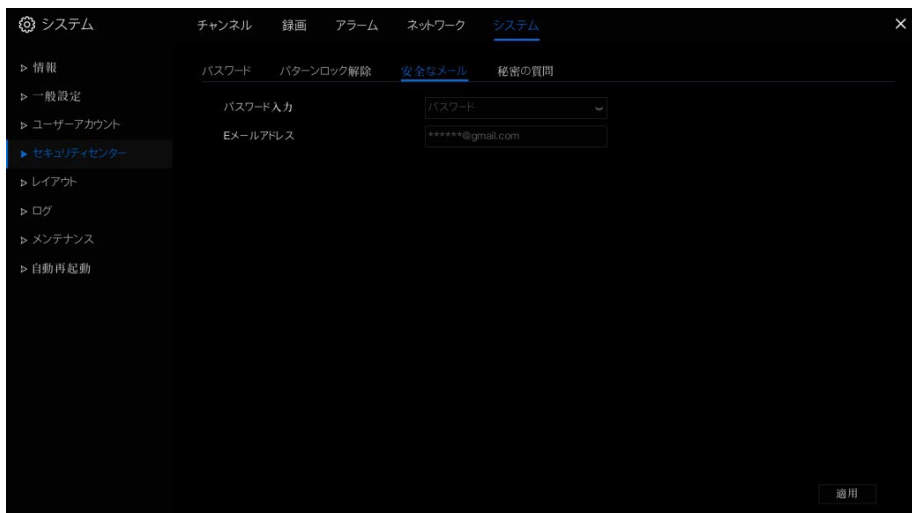 システム チャンネル 録画 アラーム ネットワーク システム
情報
一般設定
ユーザーアカウント
セキュリティセンター
レイアウト
ログ
メンテナンス
自動再起動
パスワード パターンロック解除 安全なメール 秘密の質問
パスワード入力 パスワード
Eメールアドレス ******@gmail.com
適用